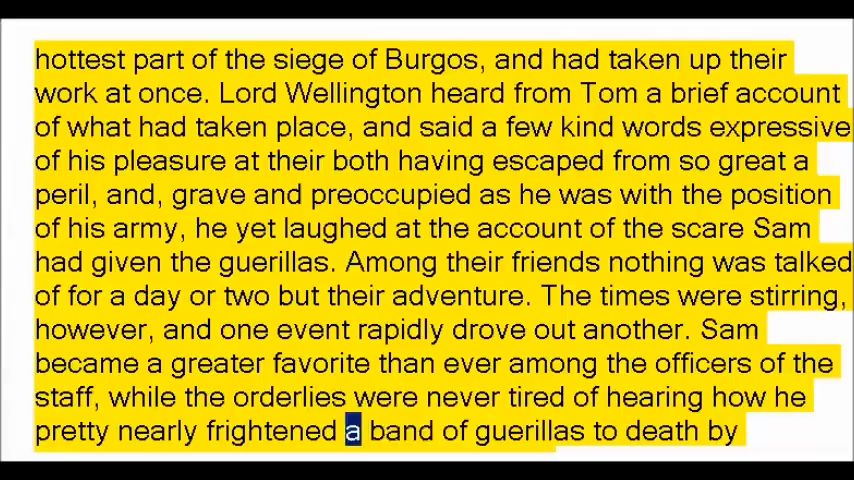 hottest part of the siege of Burgos, and had taken up their
work at once. Lord Wellington heard from Tom a brief account
of what had taken place, and said a few kind words expressive
of his pleasure at their both having escaped from so great a
peril, and, grave and preoccupied as he was with the position
of his army, he yet laughed at the account of the scare Sam
had given the guerillas. Among their friends nothing was talked
of for a day or two but their adventure. The times were stirring,
however, and one event rapidly drove out another. Sam
became a greater favorite than ever among the officers of the
staff, while the orderlies were never tired of hearing how he
pretty nearly frightened a band of guerillas to death by